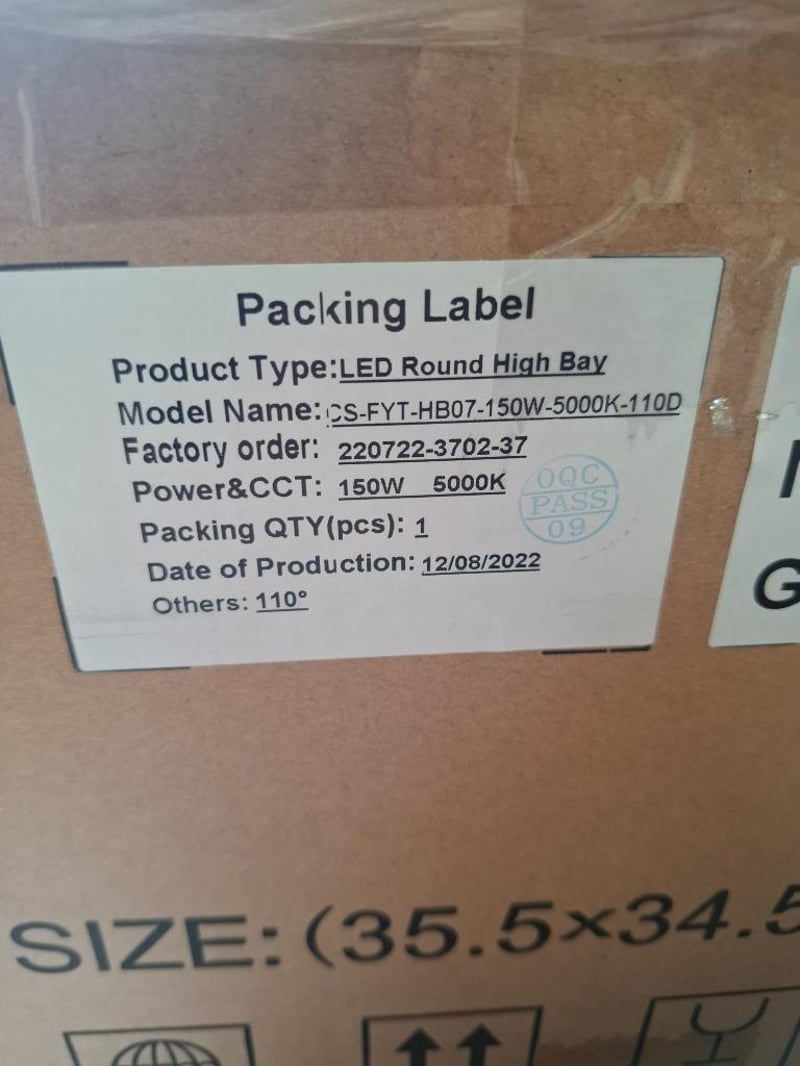 Packing Label
Product Type:LED Round High Bay
Model Name: CS-FYT-HB07-150W-5000K-110D
Factory order: 220722-3702-37
Power&CCT: 150W 5000K
Packing QTY(pcs): 1
Date of Production: 12/08/2022
Others: 110°
OQC
PASS
09
G
SIZE:(35.5×34.5